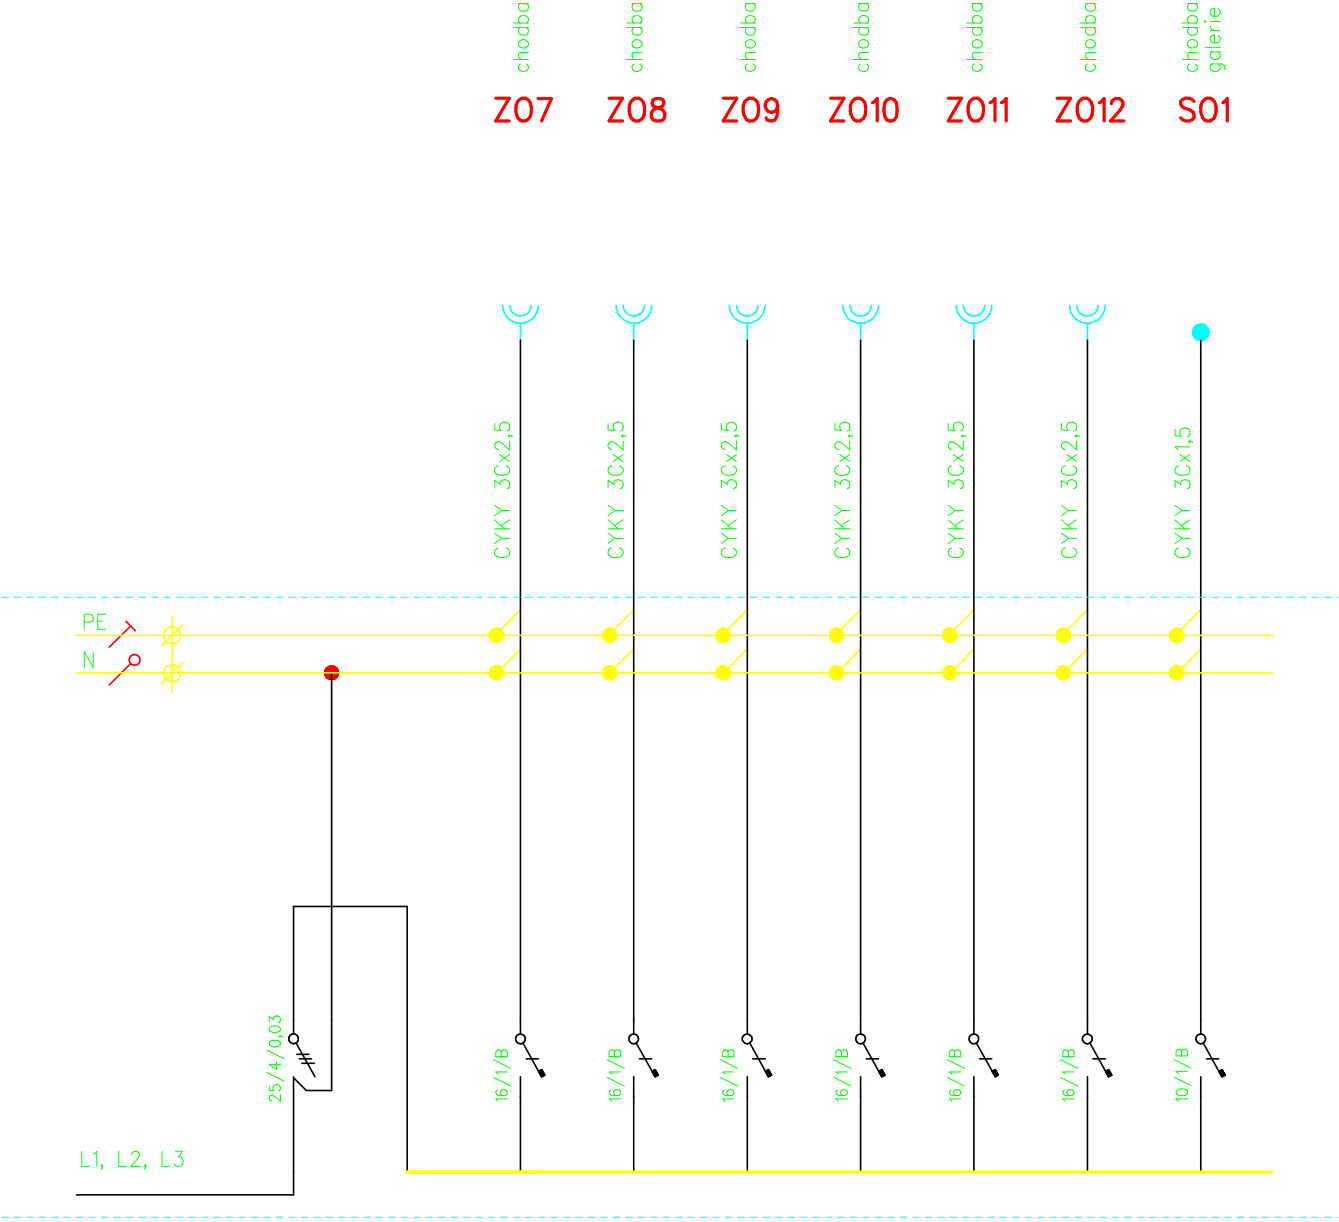 chodba
chodba
chodba
chodba
chodba
chodba
chodba
galerie
ZO7
ZO8
ZO9
ZO10
ZO11
ZO12
SO1
CYKY 3Cx2,5
CYKY 3Cx2,5
CYKY 3Cx2,5
CYKY 3Cx2,5
CYKY 3Cx2,5
CYKY 3Cx2,5
CYKY 3Cx1,5
PE
N
25/4/0,03
16/1/B
16/1/B
16/1/B
16/1/B
16/1/B
16/1/B
10/1/B
L1, L2, L3